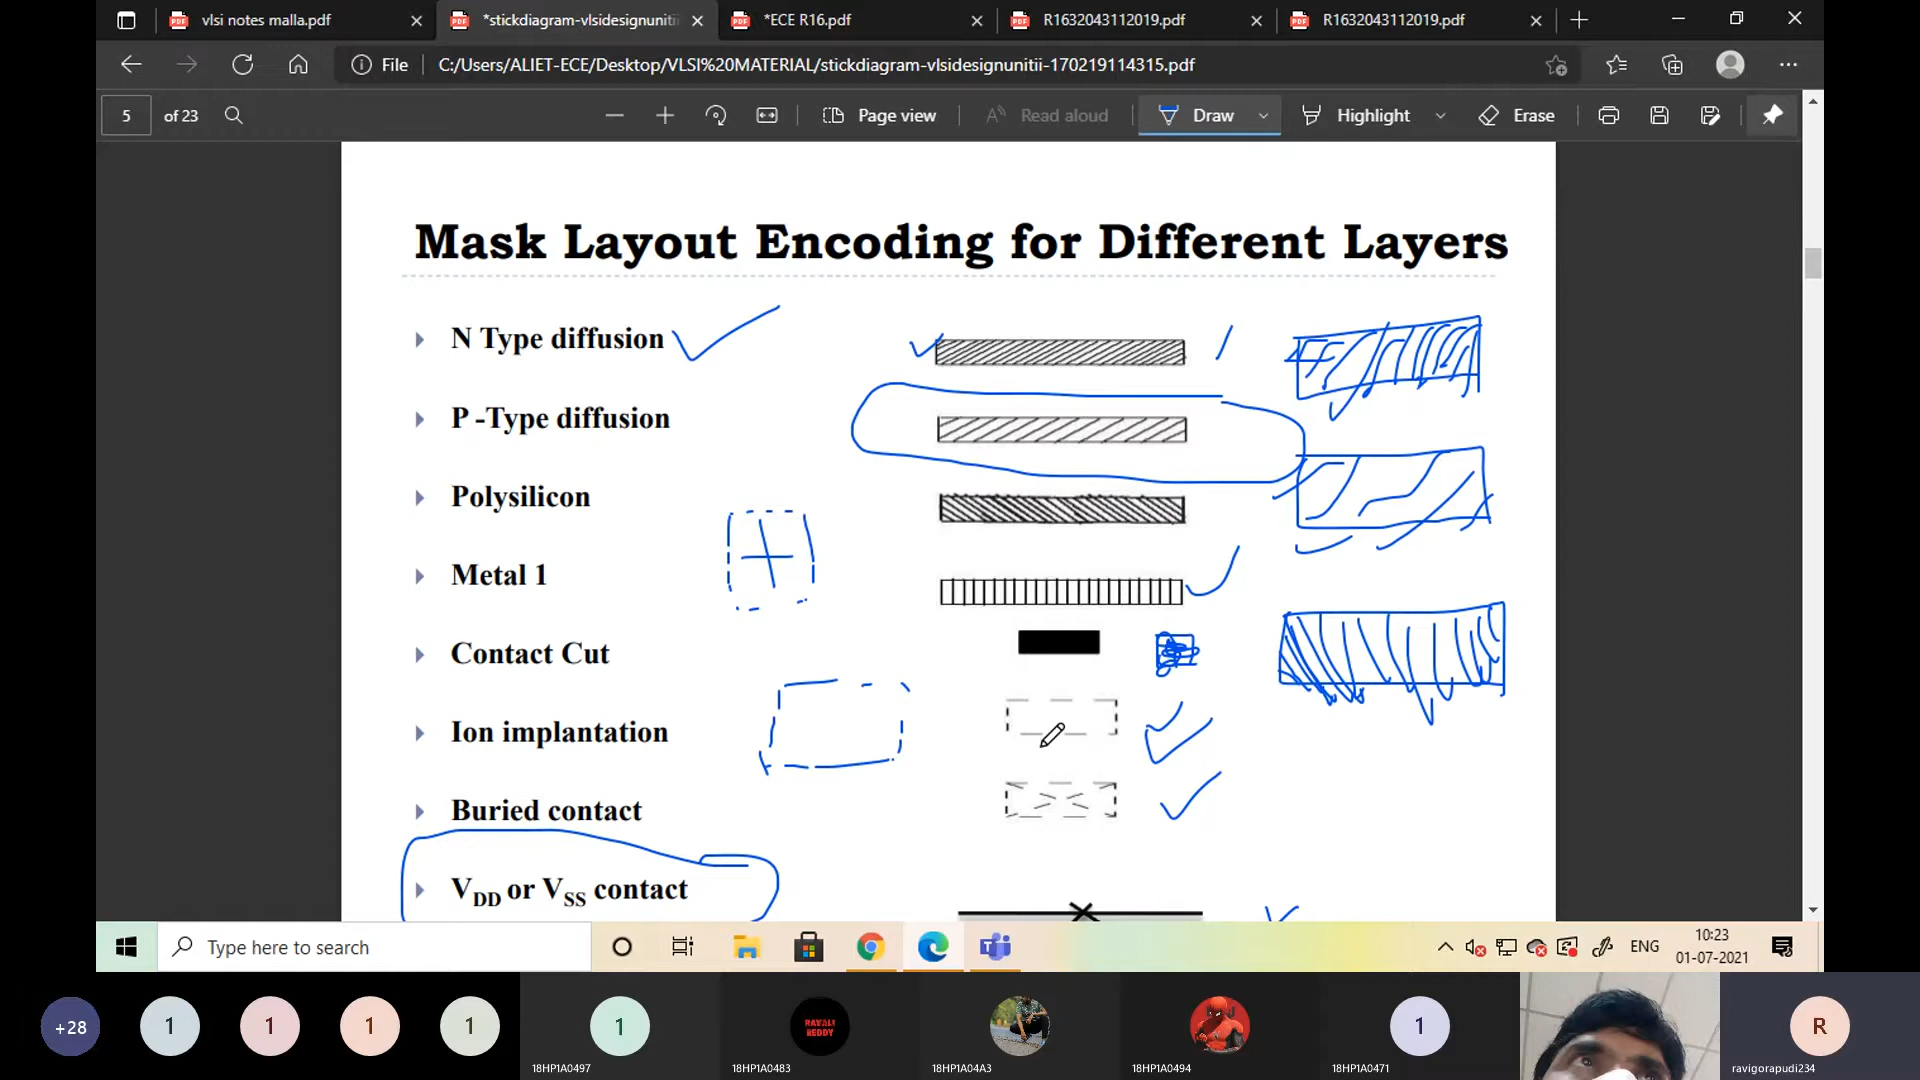 vlsi notes malla.pdf
*stickdiagram-vlsidesignunitii
*ECE R16.pdf
R1632043112019.pdf
R1632043112019.pdf
File
C:/Users/ALIET-ECE/Desktop/VLSI%20MATERIAL/stickdiagram-vlsidesignunitii-170219114315.pdf
5 of 23
Page view
Read aloud
Draw
Highlight
Erase
Mask Layout Encoding for Different Layers
N Type diffusion
P -Type diffusion
Polysilicon
Metal 1
Contact Cut
Ion implantation
Buried contact
VDD or VSS contact
Type here to search
ENG
10:23
01-07-2021
+28
1
1
1
1
1
RAYALI
REDDY
1
R
18HP1A0497
18HP1A0483
18HP1A04A3
18HP1A0494
18HP1A0471
ravigorapudi234